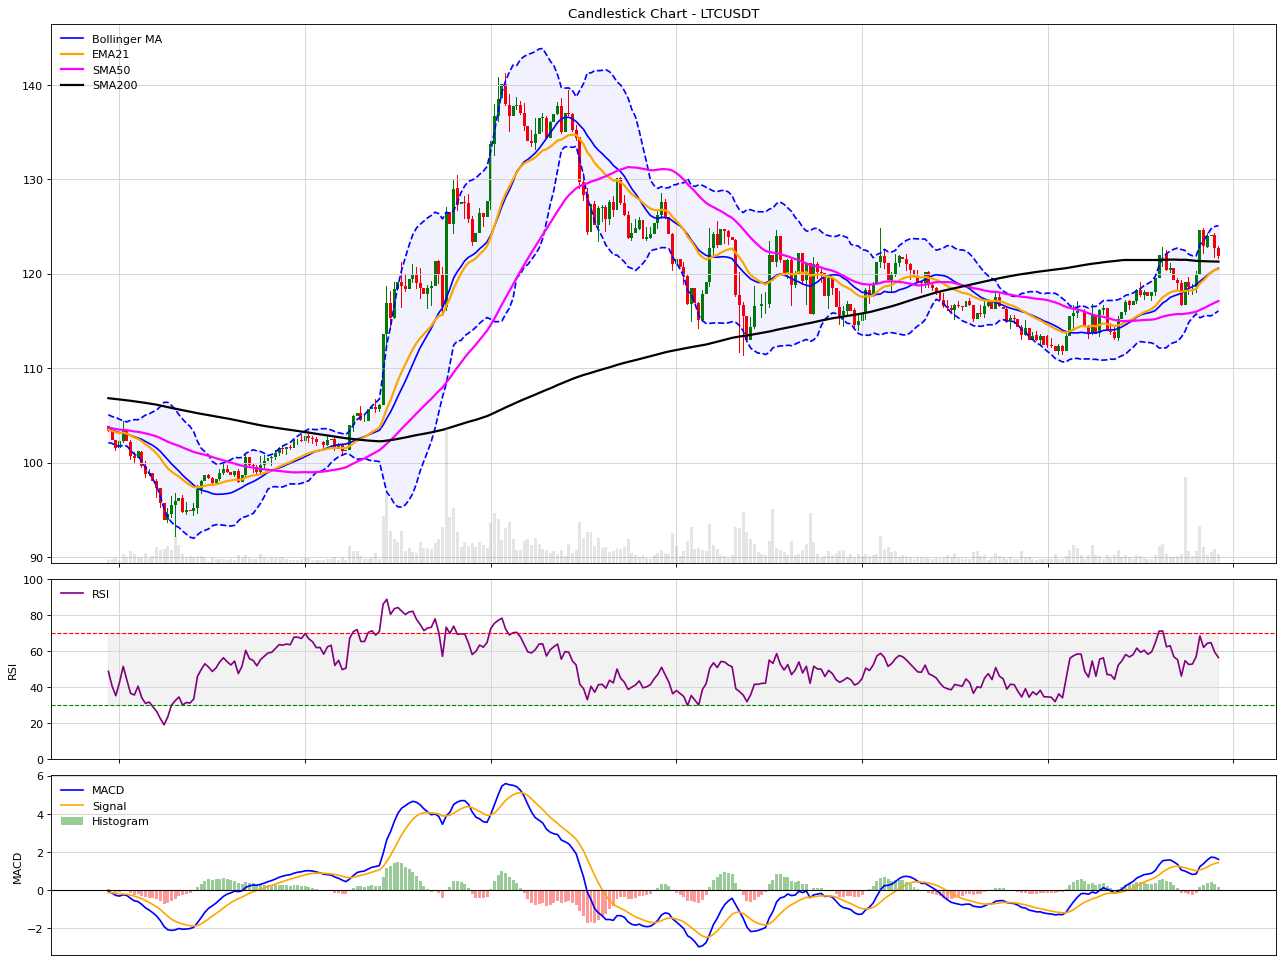 Candlestick Chart - LTCUSDT
Bollinger MA
EMA21
SMA50
SMA200
140
130
120
110
100
90
100
80
60
40
20
0
RSI
RSI
6
4
2
0
−2
MACD
MACD
Signal
Histogram